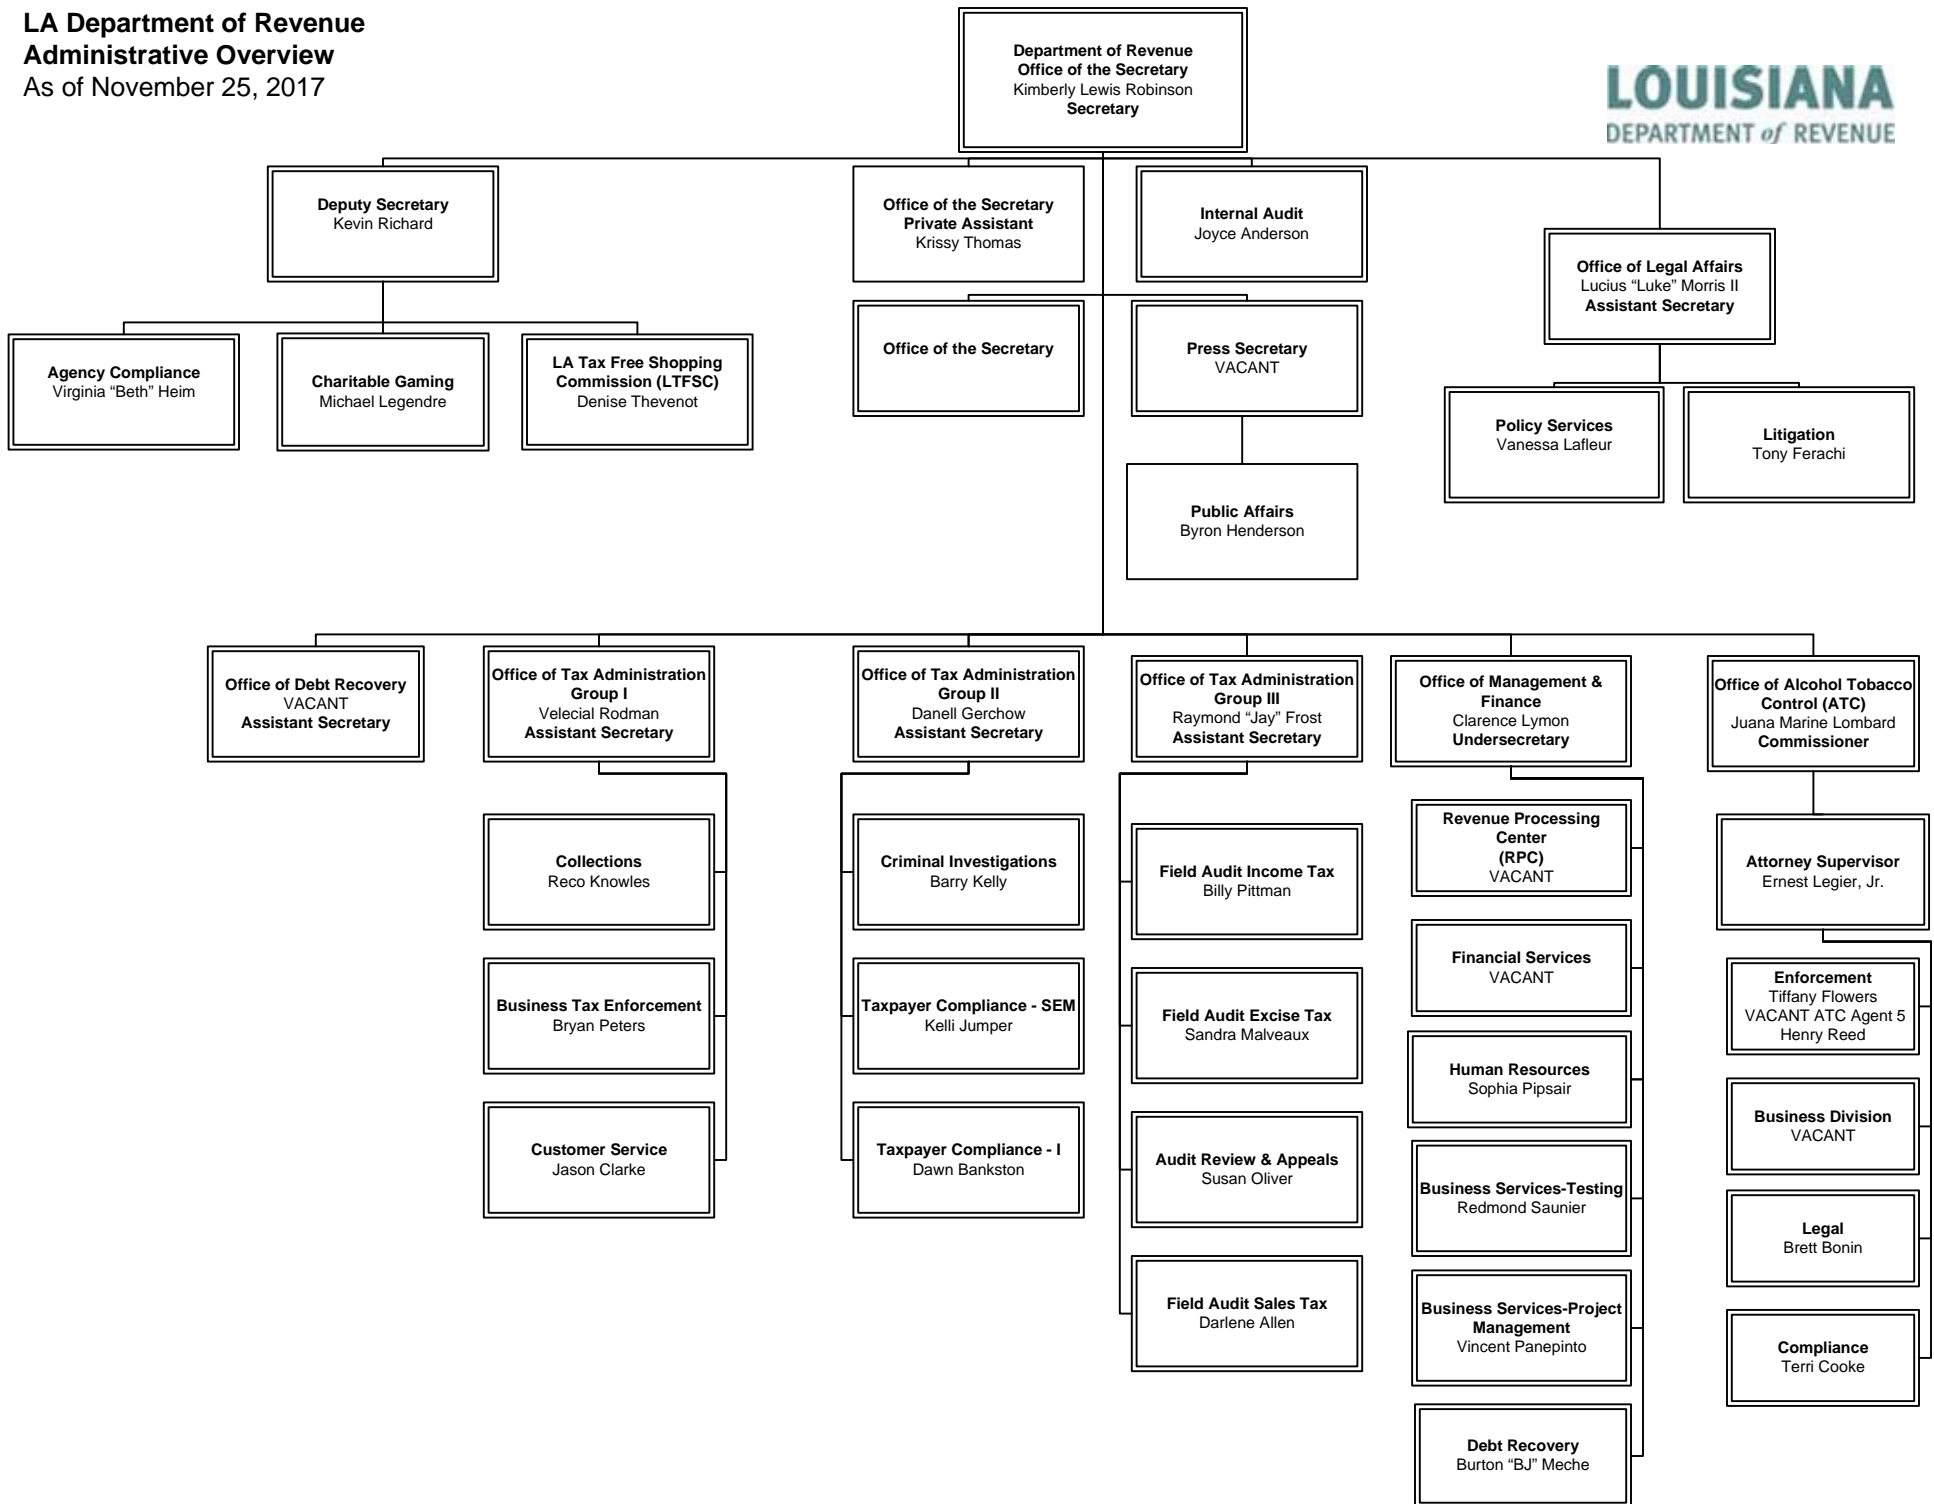 LA Department of Revenue
Administrative Overview
As of November 25, 2017
Department of Revenue
Office of the Secretary
Kimberly Lewis Robinson
Secretary
LOUISIANA
DEPARTMENT of REVENUE
Deputy Secretary
Kevin Richard
Office of the Secretary
Private Assistant
Krissy Thomas
Internal Audit
Joyce Anderson
Office of Legal Affairs
Lucius “Luke” Morris II
Assistant Secretary
Agency Compliance
Virginia “Beth” Heim
Charitable Gaming
Michael Legendre
LA Tax Free Shopping
Commission (LTFSC)
Denise Thevenot
Office of the Secretary
Press Secretary
VACANT
Policy Services
Vanessa Lafleur
Litigation
Tony Ferachi
Public Affairs
Byron Henderson
Office of Debt Recovery
VACANT
Assistant Secretary
Office of Tax Administration
Group I
Velecial Rodman
Assistant Secretary
Office of Tax Administration
Group II
Danell Gerchow
Assistant Secretary
Office of Tax Administration
Group III
Raymond “Jay” Frost
Assistant Secretary
Office of Management &
Finance
Clarence Lymon
Undersecretary
Office of Alcohol Tobacco
Control (ATC)
Juana Marine Lombard
Commissioner
Collections
Reco Knowles
Business Tax Enforcement
Bryan Peters
Customer Service
Jason Clarke
Criminal Investigations
Barry Kelly
Taxpayer Compliance - SEM
Kelli Jumper
Taxpayer Compliance - I
Dawn Bankston
Field Audit Income Tax
Billy Pittman
Field Audit Excise Tax
Sandra Malveaux
Audit Review & Appeals
Susan Oliver
Field Audit Sales Tax
Darlene Allen
Revenue Processing
Center
(RPC)
VACANT
Financial Services
VACANT
Human Resources
Sophia Pipsair
Business Services-Testing
Redmond Saunier
Business Services-Project
Management
Vincent Panepinto
Debt Recovery
Burton “BJ” Meche
Attorney Supervisor
Ernest Legier, Jr.
Enforcement
Tiffany Flowers
VACANT ATC Agent 5
Henry Reed
Business Division
VACANT
Legal
Brett Bonin
Compliance
Terri Cooke